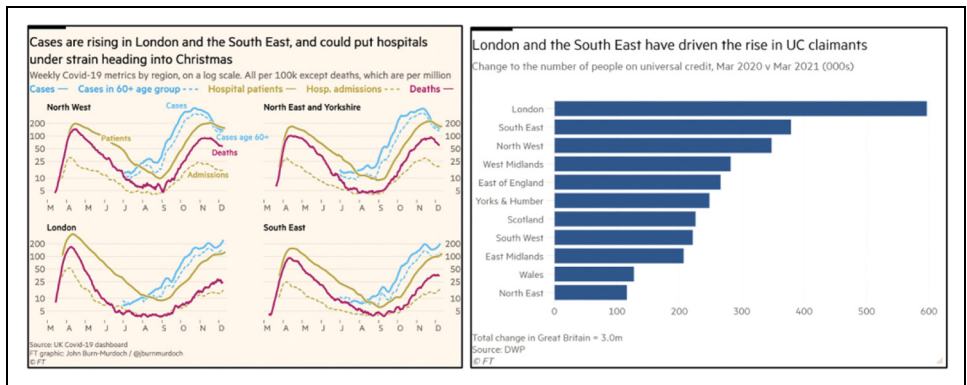 Cases are rising in London and the South East, and could put hospitals
under strain heading into Christmas
Weekly Covid-19 metrics by region, on a log scale. All per 100k except deaths, which are per million
Cases — Cases in 60+ age group --- Hospital patients — Hosp. admissions --- Deaths —
North West
Cases
200
100
50
25
10
5
Patients
Cases age 60+
Deaths
Admissions
M A M J J A S O N D
North East and Yorkshire
200
100
50
25
10
5
M A M J J A S O N D
London
200
100
50
25
10
5
M A M J J A S O N D
South East
200
100
50
25
10
5
M A M J J A S O N D
Source: UK Covid-19 dashboard
FT graphic: John Burn-Murdoch / @jburnmurdoch
© FT
London and the South East have driven the rise in UC claimants
Change to the number of people on universal credit, Mar 2020 v Mar 2021 (000s)
London
South East
North West
West Midlands
East of England
Yorks & Humber
Scotland
South West
East Midlands
Wales
North East
0 100 200 300 400 500 600
Total change in Great Britain = 3.0m
Source: DWP
© FT